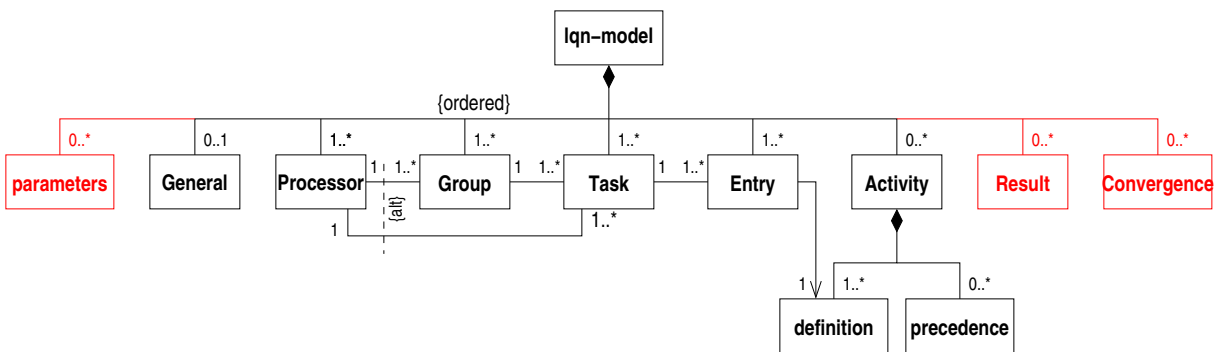 lqn-model
{ordered}
0..*
0..1
1..*
1..*
1..*
1..*
0..*
0..*
0..*
parameters
General
Processor
1
1..*
Group
1
1..*
Task
1
1..*
Entry
Activity
Result
Convergence
{alt}
1
1..*
1
1..*
0..*
definition
precedence